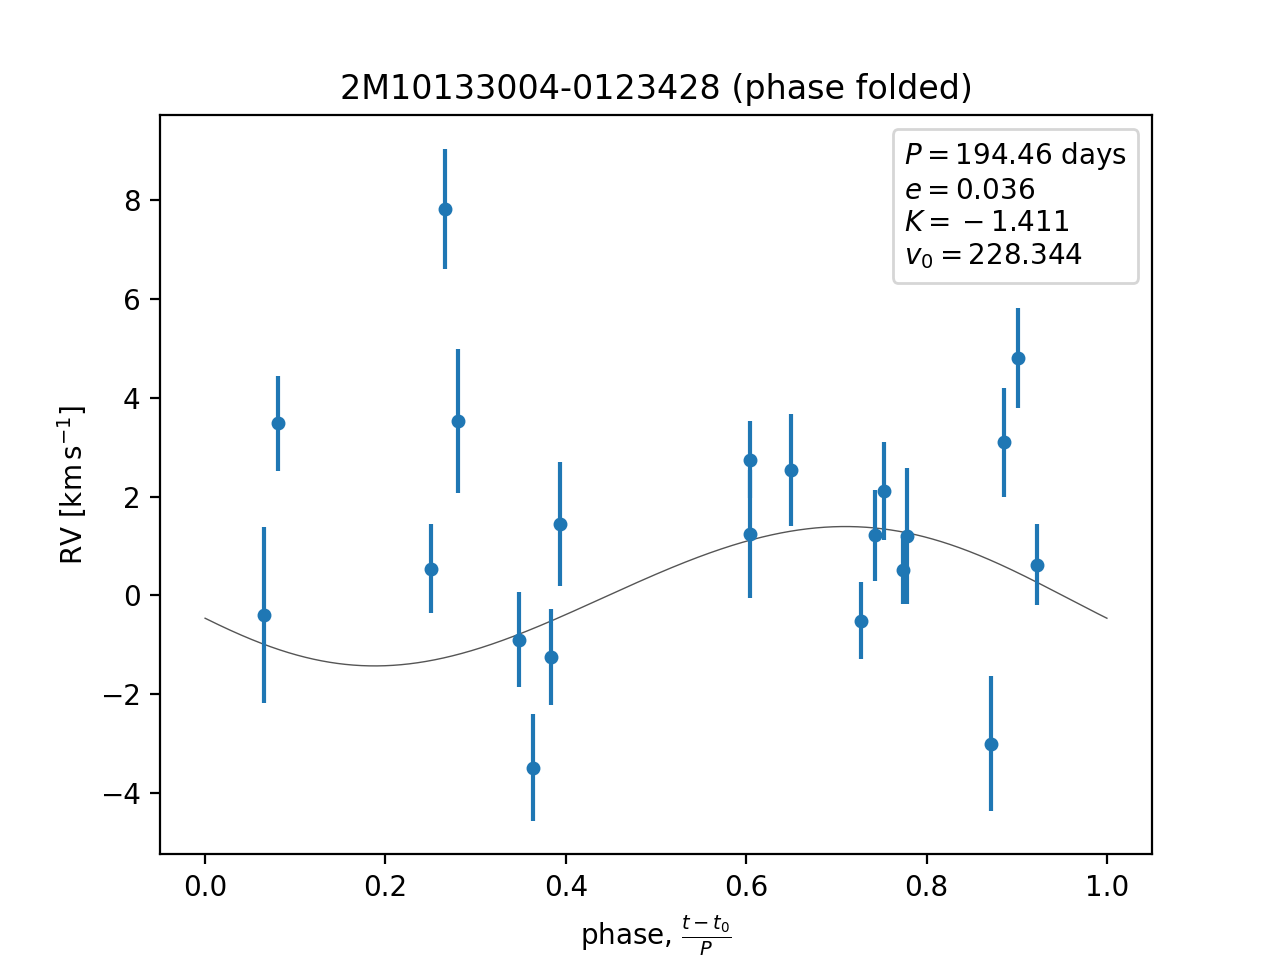 2M10133004-0123428 (phase folded)
P = 194.46 days
e = 0.036
K = −1.411
v₀ = 228.344
RV [km s⁻¹]
8
6
4
2
0
−2
−4
0.0 0.2 0.4 0.6 0.8 1.0
phase, (t − t₀)/P